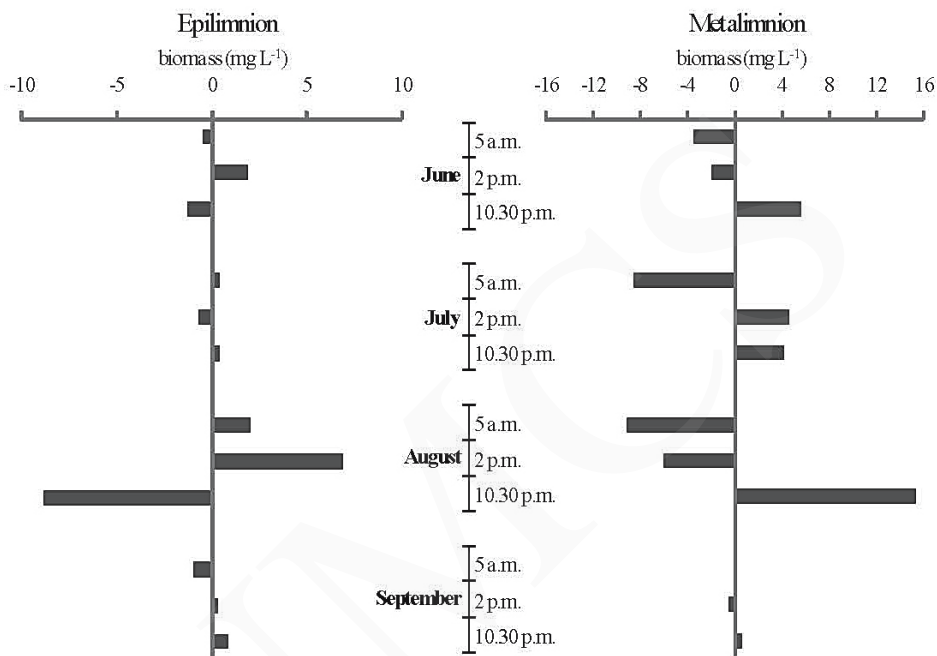 Epilimnion
biomass (mg L⁻¹)
-10 -5 0 5 10
Metalimnion
biomass (mg L⁻¹)
-16 -12 -8 -4 0 4 8 12 16
June
5 a.m.
2 p.m.
10.30 p.m.
July
5 a.m.
2 p.m.
10.30 p.m.
August
5 a.m.
2 p.m.
10.30 p.m.
September
5 a.m.
2 p.m.
10.30 p.m.